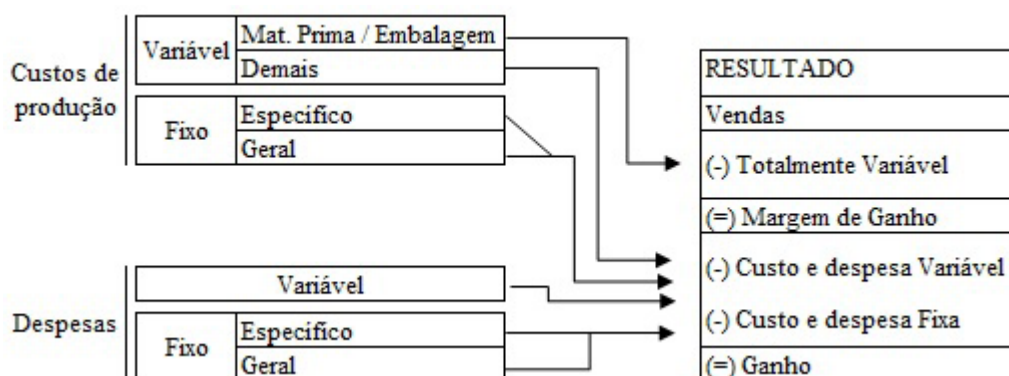 Custos de
produção
Variável
Mat. Prima / Embalagem
Demais
Fixo
Específico
Geral
Despesas
Variável
Fixo
Específico
Geral
RESULTADO
Vendas
(-) Totalmente Variável
(=) Margem de Ganho
(-) Custo e despesa Variável
(-) Custo e despesa Fixa
(=) Ganho